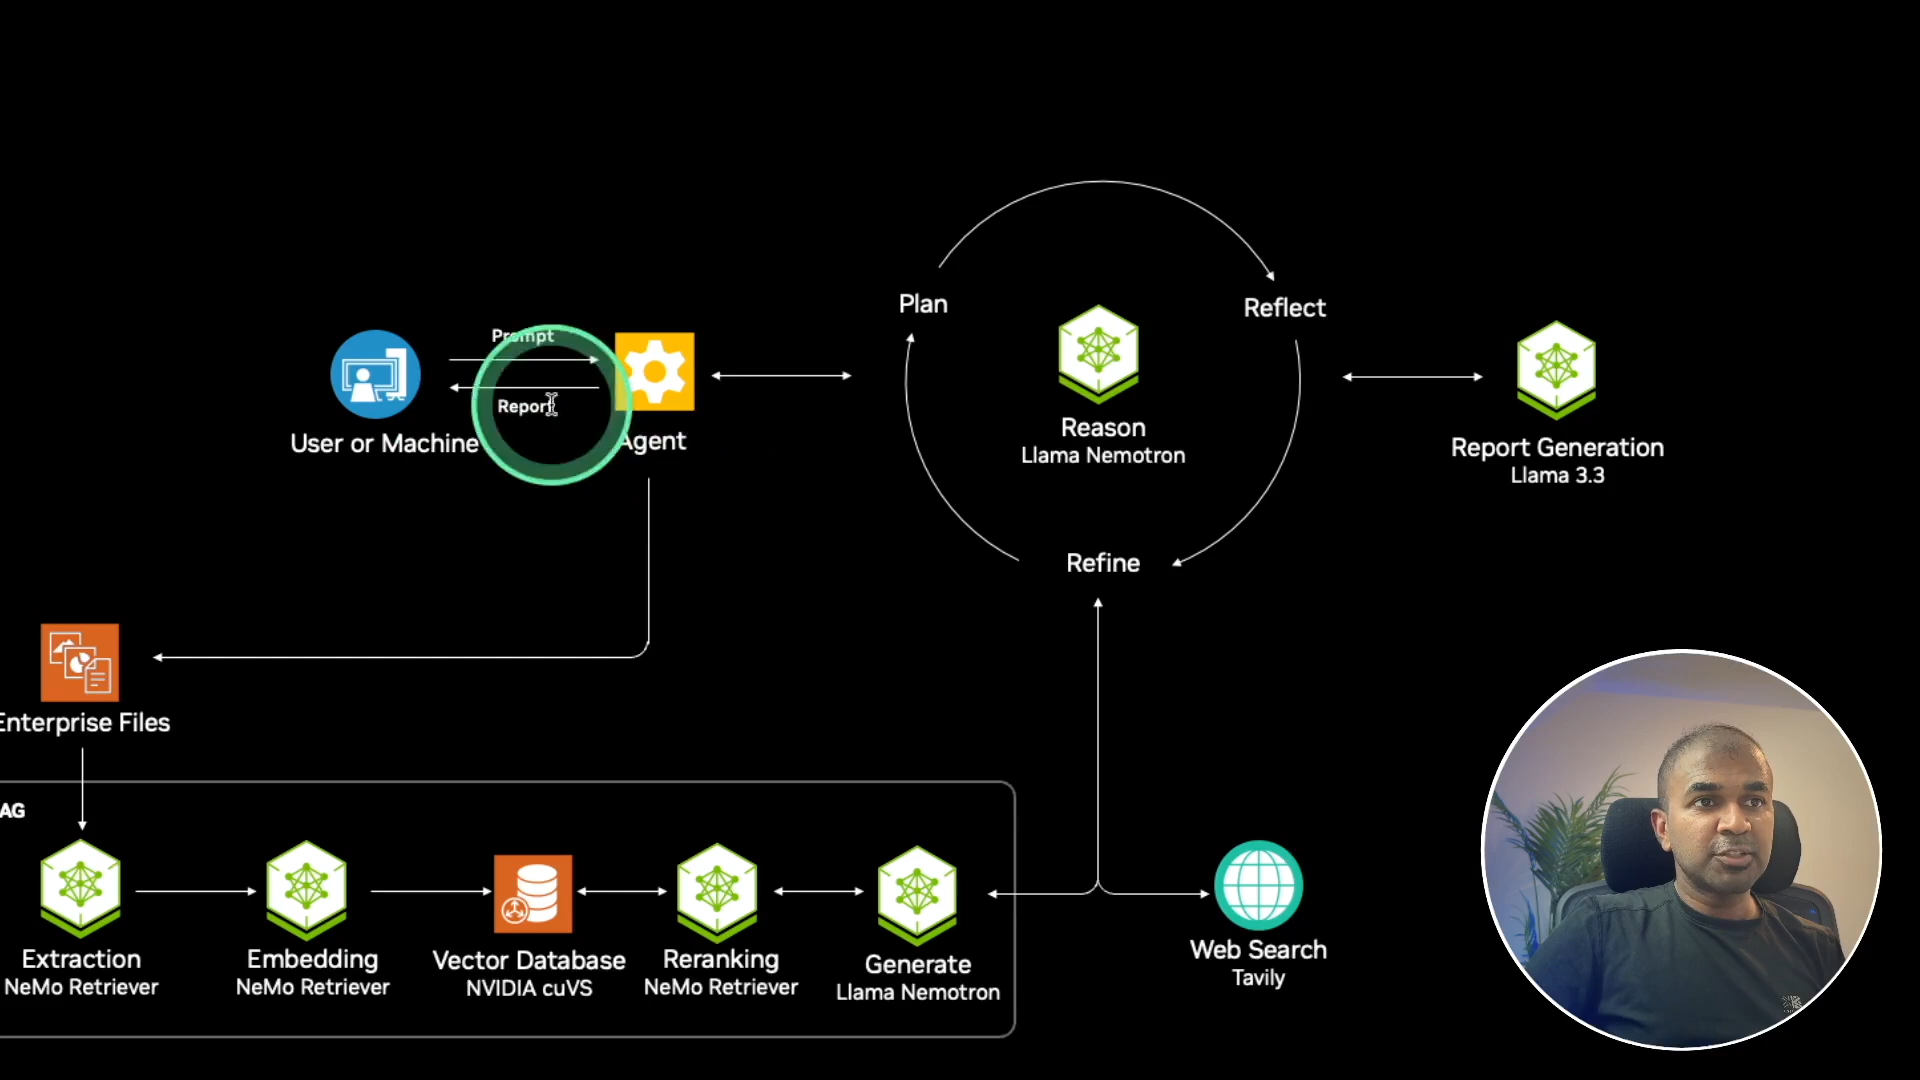 Prompt
Report
User or Machine
Agent
Plan
Reflect
Reason
Llama Nemotron
Refine
Report Generation
Llama 3.3
Enterprise Files
AG
Extraction
NeMo Retriever
Embedding
NeMo Retriever
Vector Database
NVIDIA cuVS
Reranking
NeMo Retriever
Generate
Llama Nemotron
Web Search
Tavily